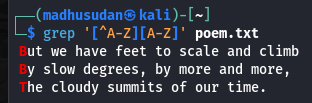 ┌──(madhusudan㉿kali)-[~]
└─$ grep '[^A-Z][A-Z]' poem.txt
But we have feet to scale and climb
By slow degrees, by more and more,
The cloudy summits of our time.